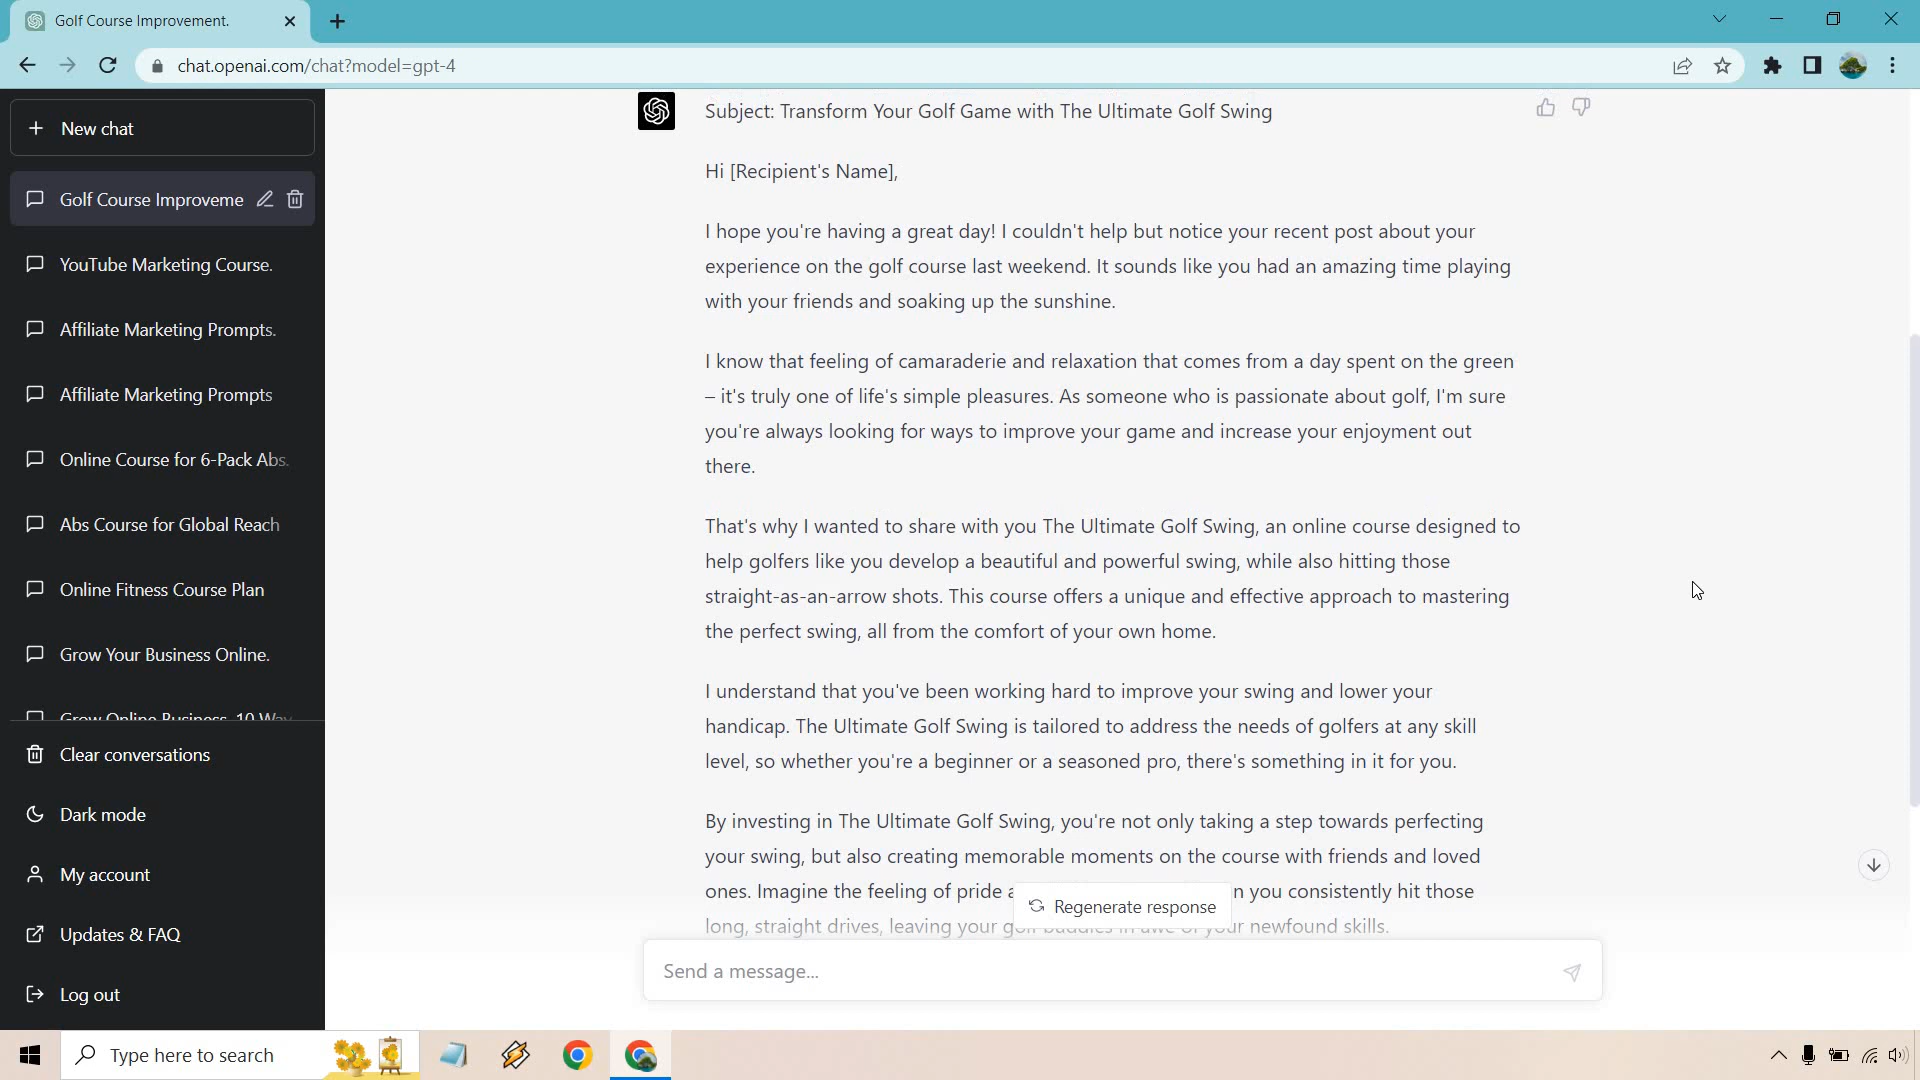 Golf Course Improvement.
chat.openai.com/chat?model=gpt-4
New chat
Golf Course Improveme
YouTube Marketing Course.
Affiliate Marketing Prompts.
Affiliate Marketing Prompts
Online Course for 6-Pack Abs.
Abs Course for Global Reach
Online Fitness Course Plan
Grow Your Business Online.
Grow Online Business, 10 Way
Clear conversations
Dark mode
My account
Updates & FAQ
Log out
Subject: Transform Your Golf Game with The Ultimate Golf Swing
Hi [Recipient's Name],
I hope you're having a great day! I couldn't help but notice your recent post about your
experience on the golf course last weekend. It sounds like you had an amazing time playing
with your friends and soaking up the sunshine.
I know that feeling of camaraderie and relaxation that comes from a day spent on the green
– it's truly one of life's simple pleasures. As someone who is passionate about golf, I'm sure
you're always looking for ways to improve your game and increase your enjoyment out
there.
That's why I wanted to share with you The Ultimate Golf Swing, an online course designed to
help golfers like you develop a beautiful and powerful swing, while also hitting those
straight-as-an-arrow shots. This course offers a unique and effective approach to mastering
the perfect swing, all from the comfort of your own home.
I understand that you've been working hard to improve your swing and lower your
handicap. The Ultimate Golf Swing is tailored to address the needs of golfers at any skill
level, so whether you're a beginner or a seasoned pro, there's something in it for you.
By investing in The Ultimate Golf Swing, you're not only taking a step towards perfecting
your swing, but also creating memorable moments on the course with friends and loved
ones. Imagine the feeling of pride a n you consistently hit those
long, straight drives, leaving your golf buddies in awe of your newfound skills.
Regenerate response
Send a message...
Type here to search